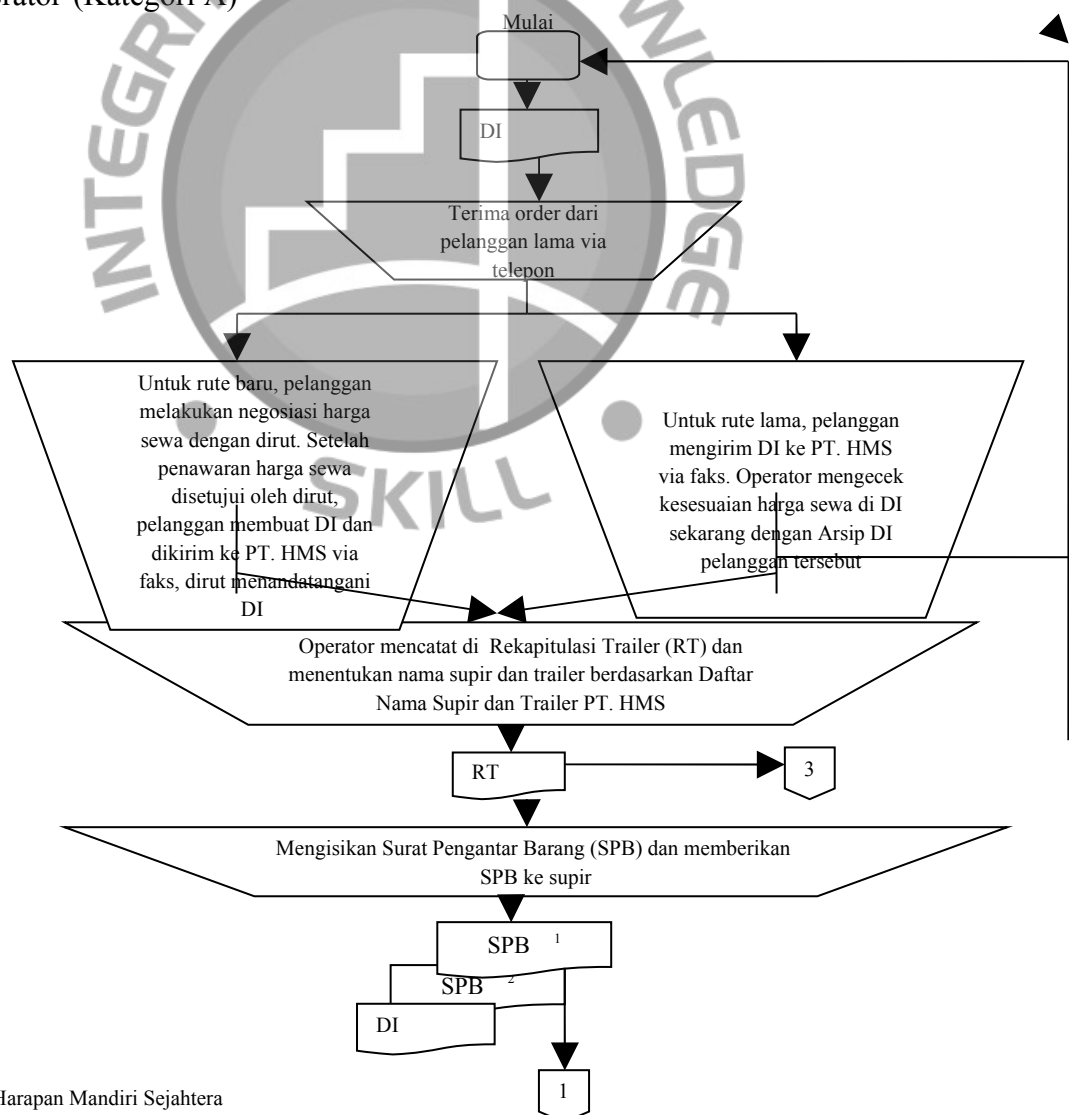 (Kategori A)
Mulai
DI
Terima order dari
pelanggan lama via
telepon
Untuk rute baru, pelanggan
melakukan negosiasi harga
sewa dengan dirut. Setelah
penawaran harga sewa
disetujui oleh dirut,
pelanggan membuat DI dan
dikirim ke PT. HMS via
faks, dirut menandatangani
DI
Untuk rute lama, pelanggan
mengirim DI ke PT. HMS
via faks. Operator mengecek
kesesuaian harga sewa di DI
sekarang dengan Arsip DI
pelanggan tersebut
Operator mencatat di Rekapitulasi Trailer (RT) dan
menentukan nama supir dan trailer berdasarkan Daftar
Nama Supir dan Trailer PT. HMS
RT
3
Mengisikan Surat Pengantar Barang (SPB) dan memberikan
SPB ke supir
SPB 1
SPB 2
DI
1
Harapan Mandiri Sejahtera
SKILL